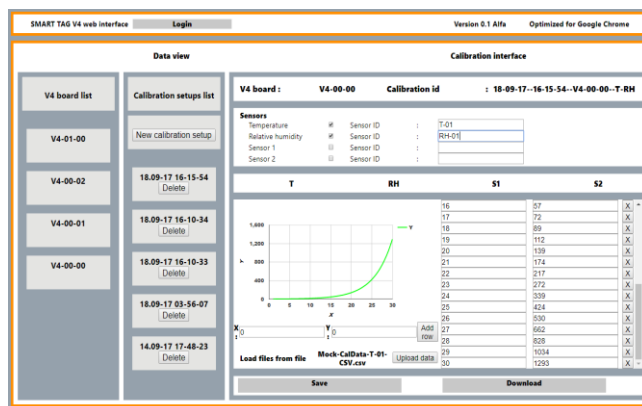 SMART TAG V4 web interface Login Version 0.1 Alfa Optimized for Google Chrome
Data view Calibration interface
V4 board list
V4-01-00
V4-00-02
V4-00-01
V4-00-00
Calibration setups list
New calibration setup
18.09-17 16-15-54
Delete
18.09-17 16-10-34
Delete
18.09-17 16-10-33
Delete
18.09-17 03-56-07
Delete
14.09-17 17-48-23
Delete
V4 board : V4-00-00 Calibration id : 18-09-17--16-15-54--V4-00-00--T-RH
Sensors
Temperature Sensor ID : T-01
Relative humidity Sensor ID : RH-01
Sensor 1 Sensor ID :
Sensor 2 Sensor ID :
T RH S1 S2
1,600
1,200
800
400
0
Y
0 5 10 15 20 25 30
X
Y
X : 0 Y : 0 Add row
Load files from file Mock-CalData-T-01-CSV.csv Upload data
16 57 X
17 72 X
18 89 X
19 112 X
20 139 X
21 174 X
22 217 X
23 272 X
24 339 X
25 424 X
26 530 X
27 662 X
28 828 X
29 1034 X
30 1293 X
Save Download